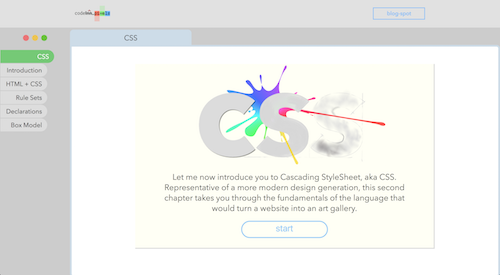 blog quiz
CSS
CSS
Introduction
HTML + CSS
Rule Sets
Declarations
Box Model
CSS
Let me now introduce you to Cascading StyleSheet, aka CSS.
Representative of a more modern design generation, this second
chapter takes you through the fundamentals of the language that
would turn a website into an art gallery.
start